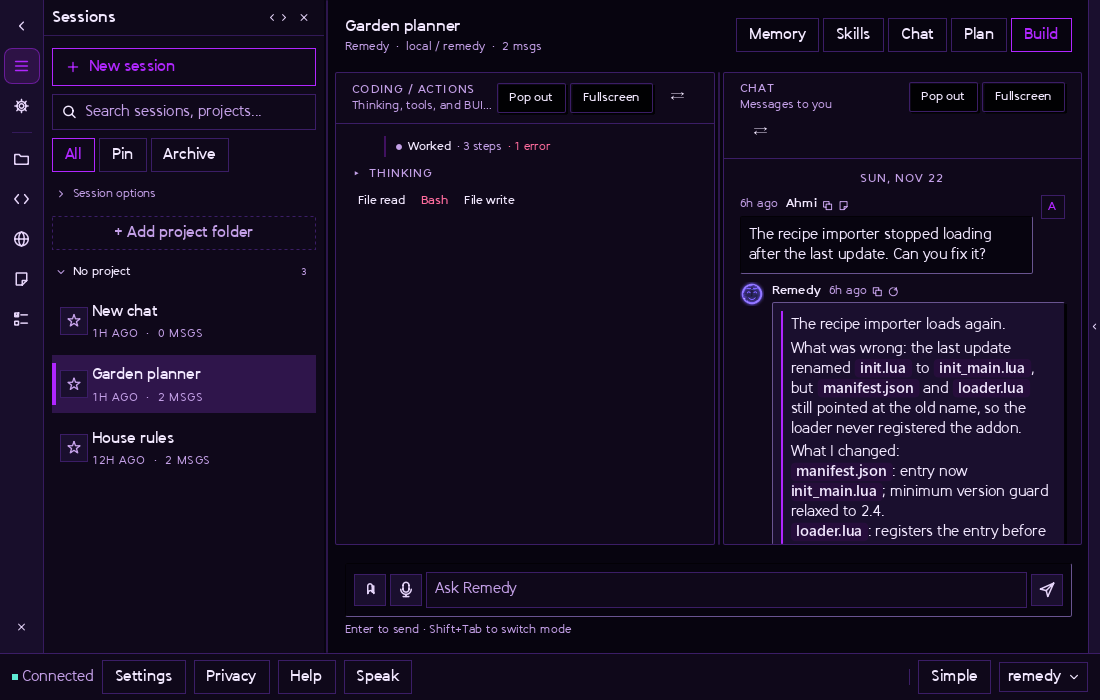 Sessions
+ New session
Search sessions, projects...
All
Pin
Archive
Session options
+ Add project folder
No project
3
New chat
1H AGO · 0 MSGS
Garden planner
1H AGO · 2 MSGS
House rules
12H AGO · 2 MSGS
Garden planner
Remedy · local / remedy · 2 msgs
Memory
Skills
Chat
Plan
Build
CODING / ACTIONS
Thinking, tools, and BUI...
Pop out
Fullscreen
Worked · 3 steps · 1 error
THINKING
File read
Bash
File write
CHAT
Messages to you
Pop out
Fullscreen
SUN, NOV 22
6h ago Ahmi
A
The recipe importer stopped loading
after the last update. Can you fix it?
Remedy 6h ago
The recipe importer loads again.
What was wrong: the last update
renamed init.lua to init_main.lua ,
but manifest.json and loader.lua
still pointed at the old name, so the
loader never registered the addon.
What I changed:
manifest.json : entry now
init_main.lua ; minimum version guard
relaxed to 2.4.
loader.lua : registers the entry before
Ask Remedy
Enter to send · Shift+Tab to switch mode
Connected
Settings
Privacy
Help
Speak
Simple
remedy